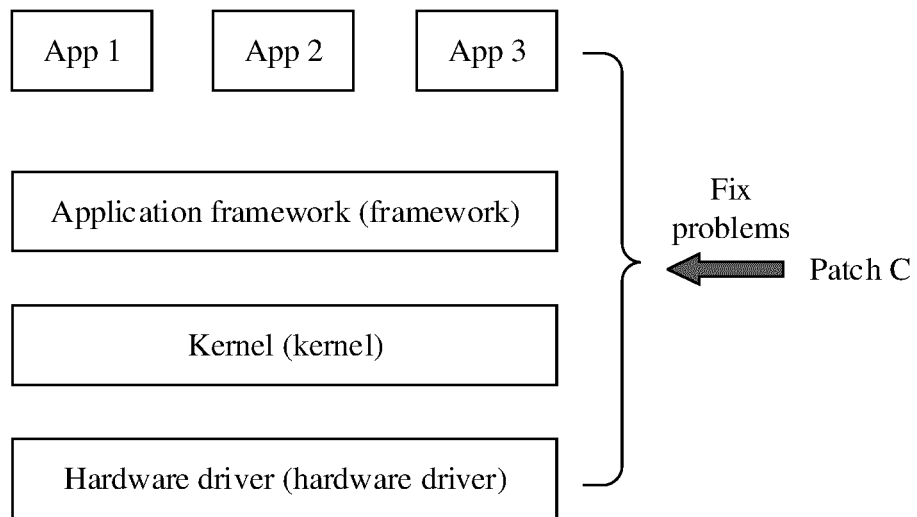 App 1
App 2
App 3
Application framework (framework)
Fix
problems
Patch C
Kernel (kernel)
Hardware driver (hardware driver)